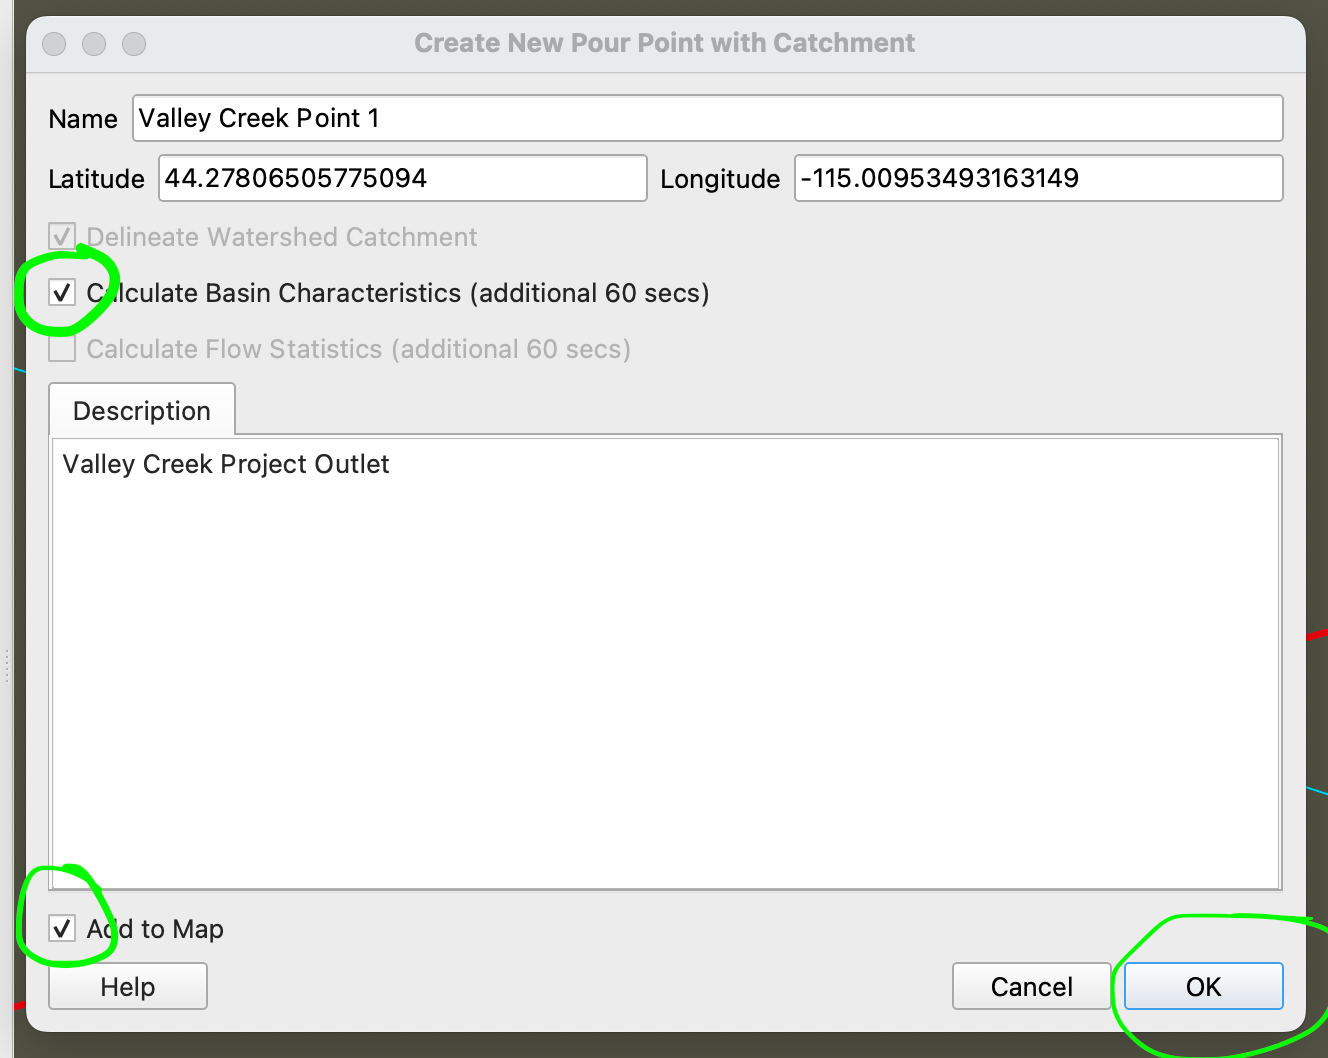 Create New Pour Point with Catchment
Name Valley Creek Point 1
Latitude 44.27806505775094 Longitude -115.00953493163149
Delineate Watershed Catchment
Calculate Basin Characteristics (additional 60 secs)
Calculate Flow Statistics (additional 60 secs)
Description
Valley Creek Project Outlet
Add to Map
Help Cancel OK